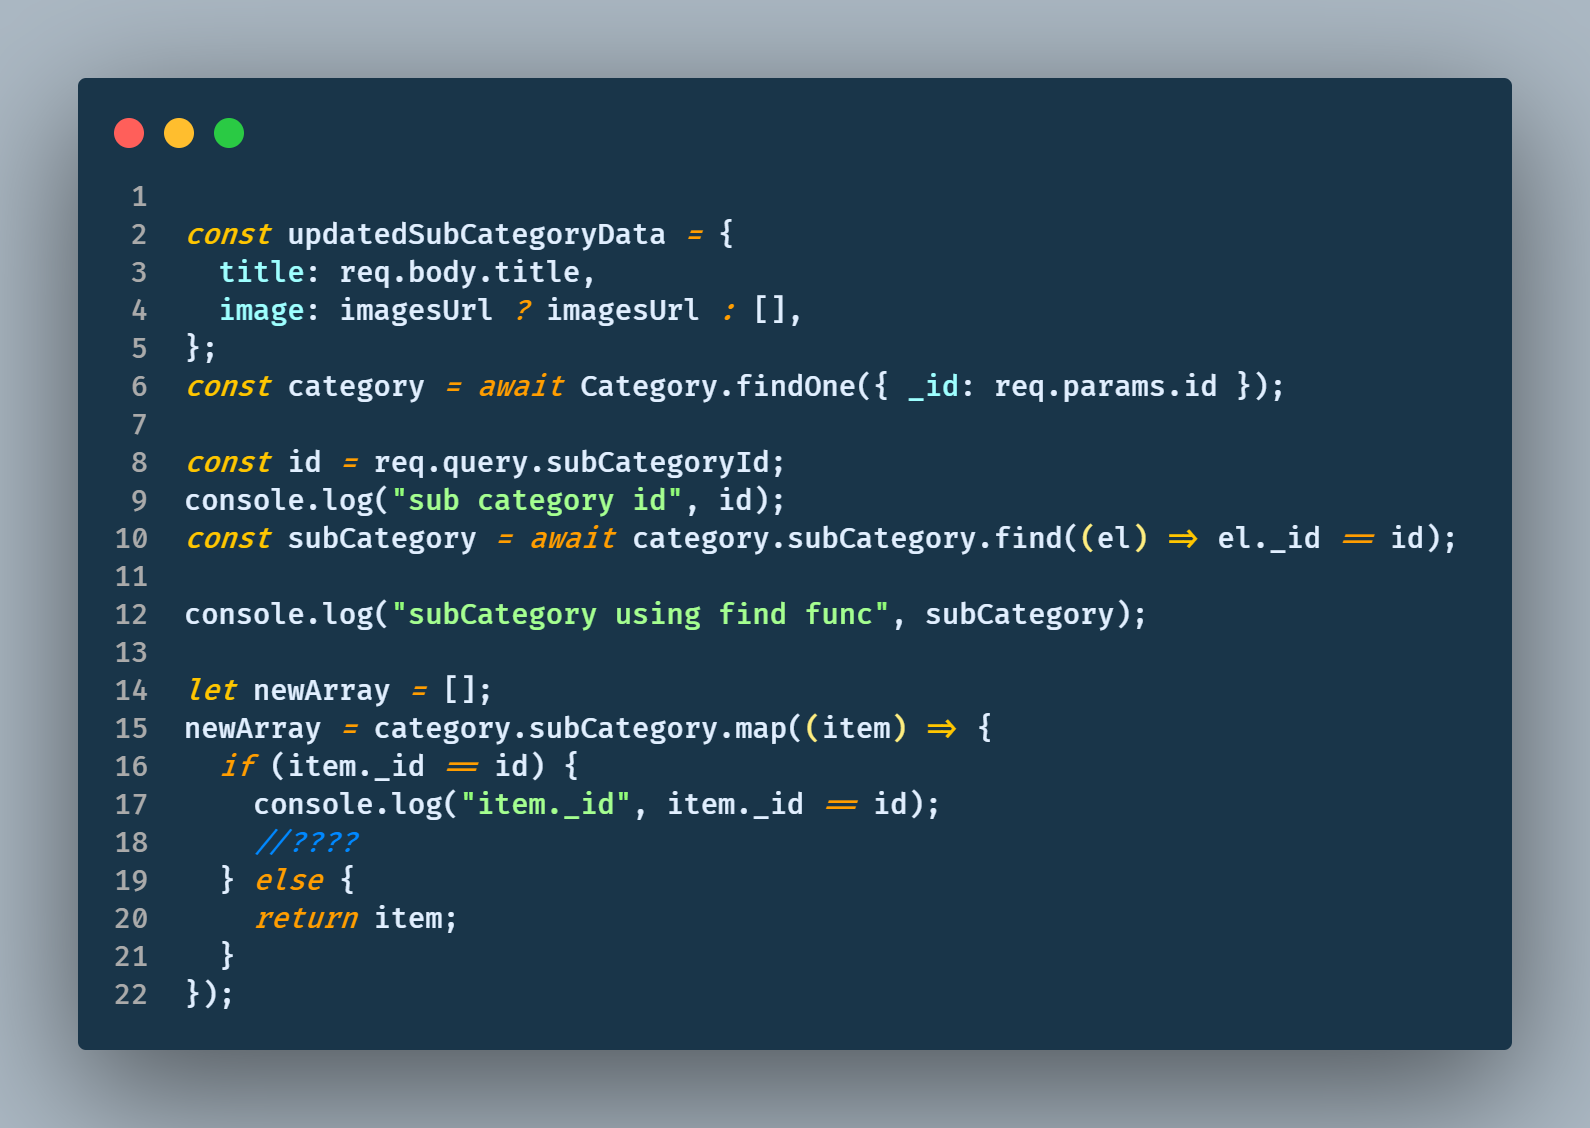 1
2 const updatedSubCategoryData = {
3   title: req.body.title,
4   image: imagesUrl ? imagesUrl : [],
5 };
6 const category = await Category.findOne({ _id: req.params.id });
7
8 const id = req.query.subCategoryId;
9 console.log("sub category id", id);
10 const subCategory = await category.subCategory.find((el) => el._id == id);
11
12 console.log("subCategory using find func", subCategory);
13
14 let newArray = [];
15 newArray = category.subCategory.map((item) => {
16   if (item._id == id) {
17     console.log("item._id", item._id == id);
18     //????
19   } else {
20     return item;
21   }
22 });